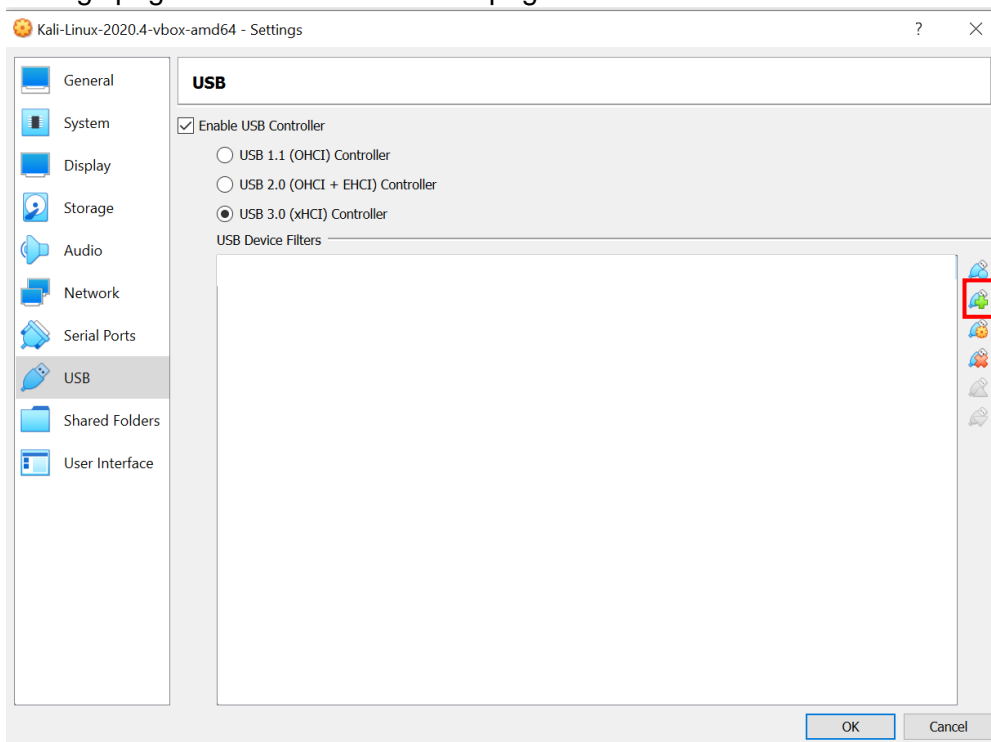 Kali-Linux-2020.4-vbox-amd64 - Settings
?
General
System
Display
Storage
Audio
Network
Serial Ports
USB
Shared Folders
User Interface
USB
Enable USB Controller
USB 1.1 (OHCI) Controller
USB 2.0 (OHCI + EHCI) Controller
USB 3.0 (xHCI) Controller
USB Device Filters
OK
Cancel